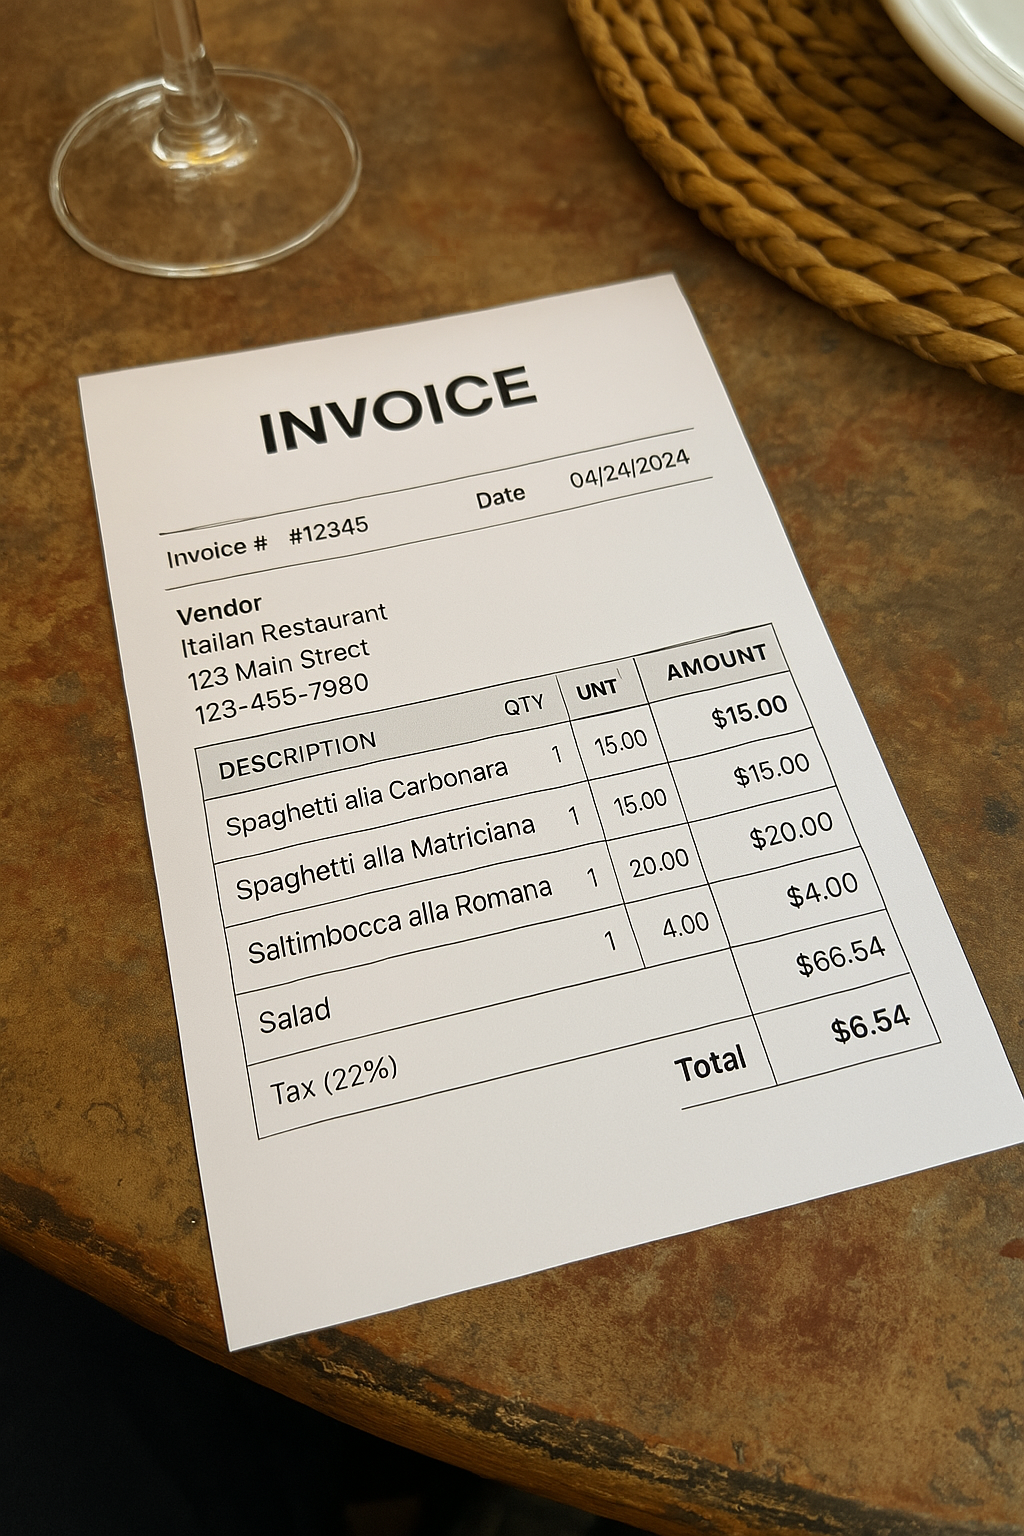 INVOICE
Invoice # #12345 Date 04/24/2024
Vendor
Itailan Restaurant
123 Main Strect
123-455-7980
DESCRIPTION QTY UNT AMOUNT
Spaghetti alia Carbonara 1 15.00 $15.00
Spaghetti alla Matriciana 1 15.00 $15.00
Saltimbocca alla Romana 1 20.00 $20.00
Salad 1 4.00 $4.00
Tax (22%) $66.54
Total $6.54